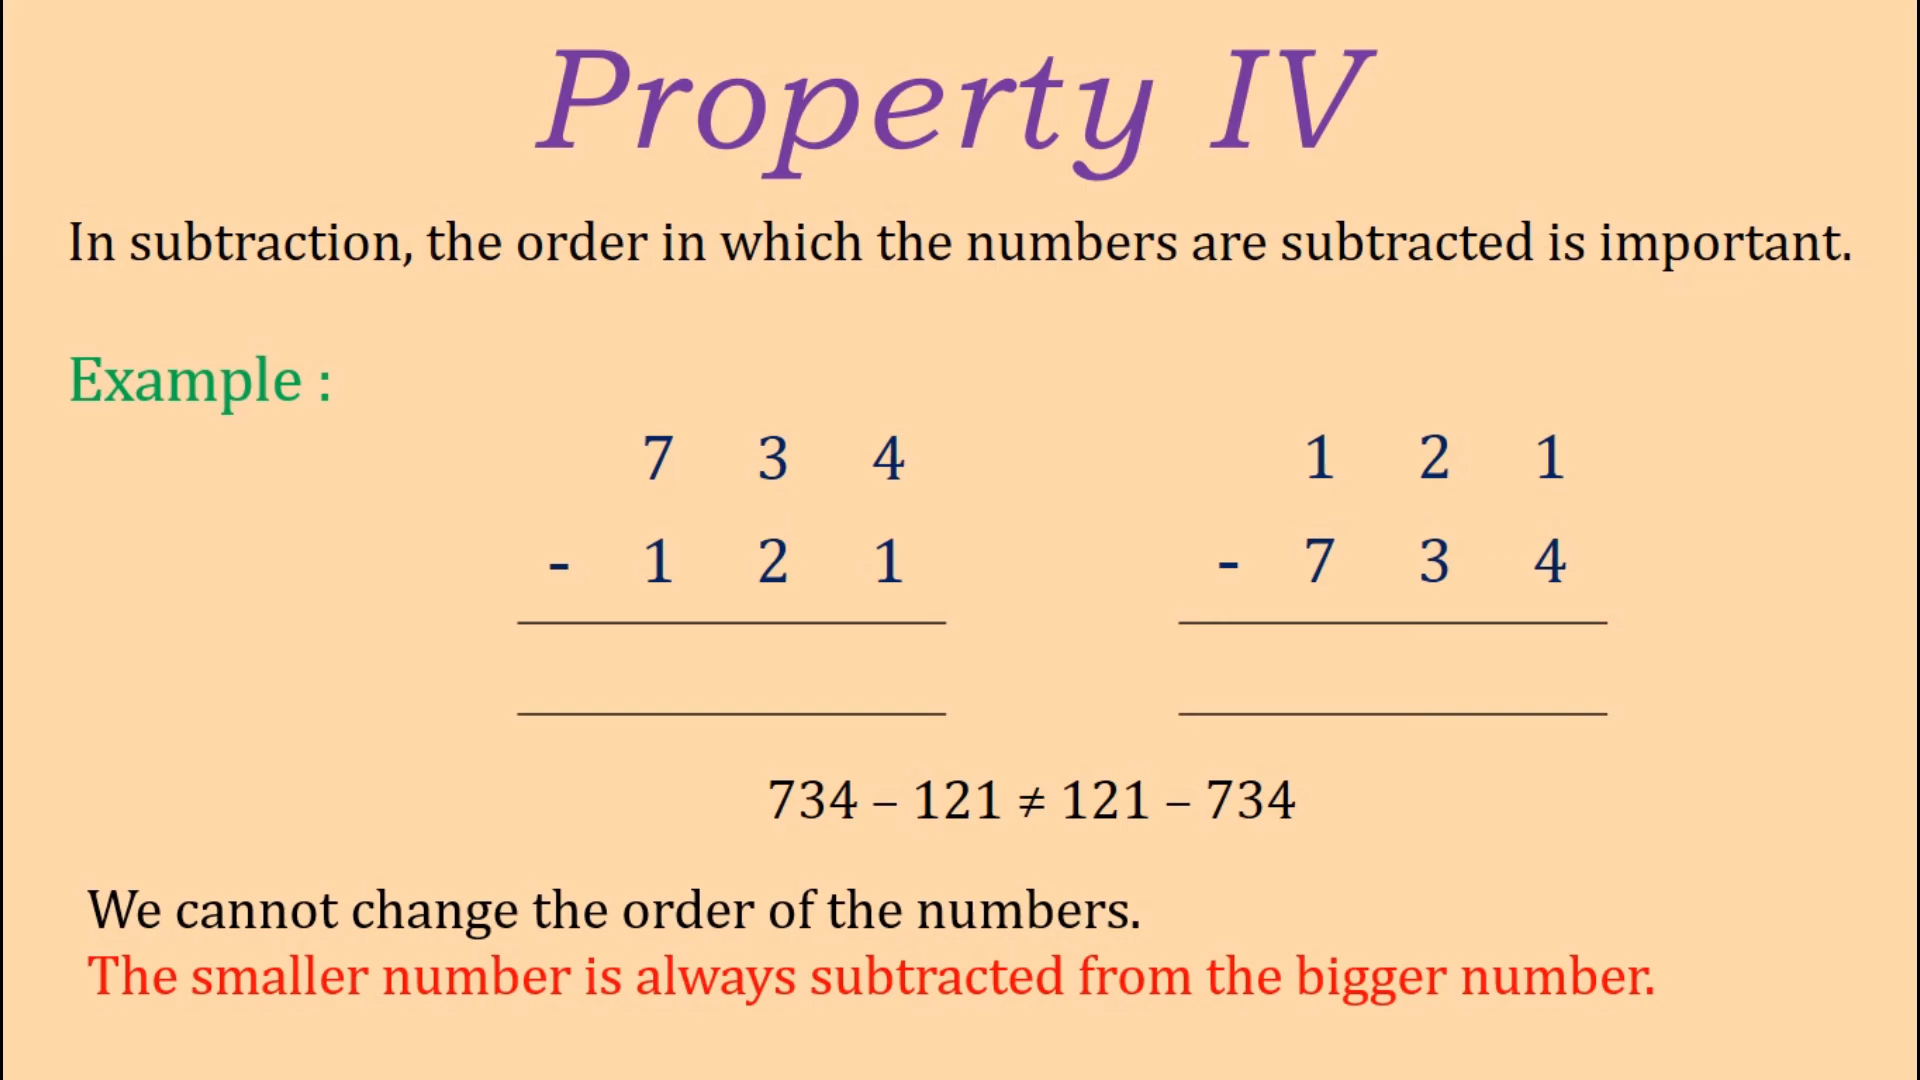 Property IV
In subtraction, the order in which the numbers are subtracted is important.
Example :
7 3 4
- 1 2 1
1 2 1
- 7 3 4
734 – 121 ≠ 121 – 734
We cannot change the order of the numbers.
The smaller number is always subtracted from the bigger number.